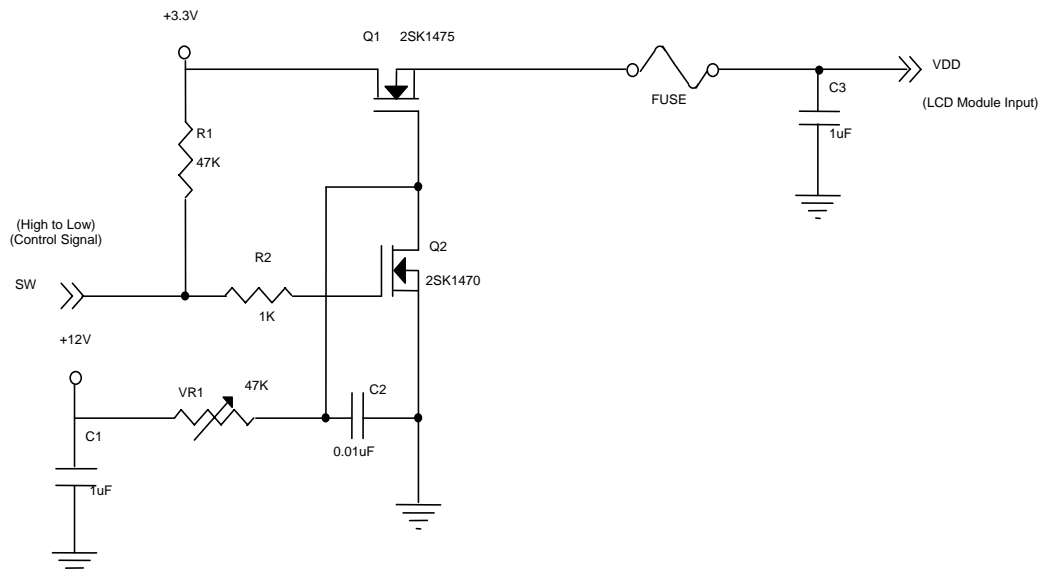 +3.3V
Q1 2SK1475
VDD
FUSE
C3
(LCD Module Input)
R1
1uF
47K
(High to Low)
(Control Signal)
Q2
R2
SW
2SK1470
1K
+12V
VR1
47K
C2
C1
0.01uF
1uF